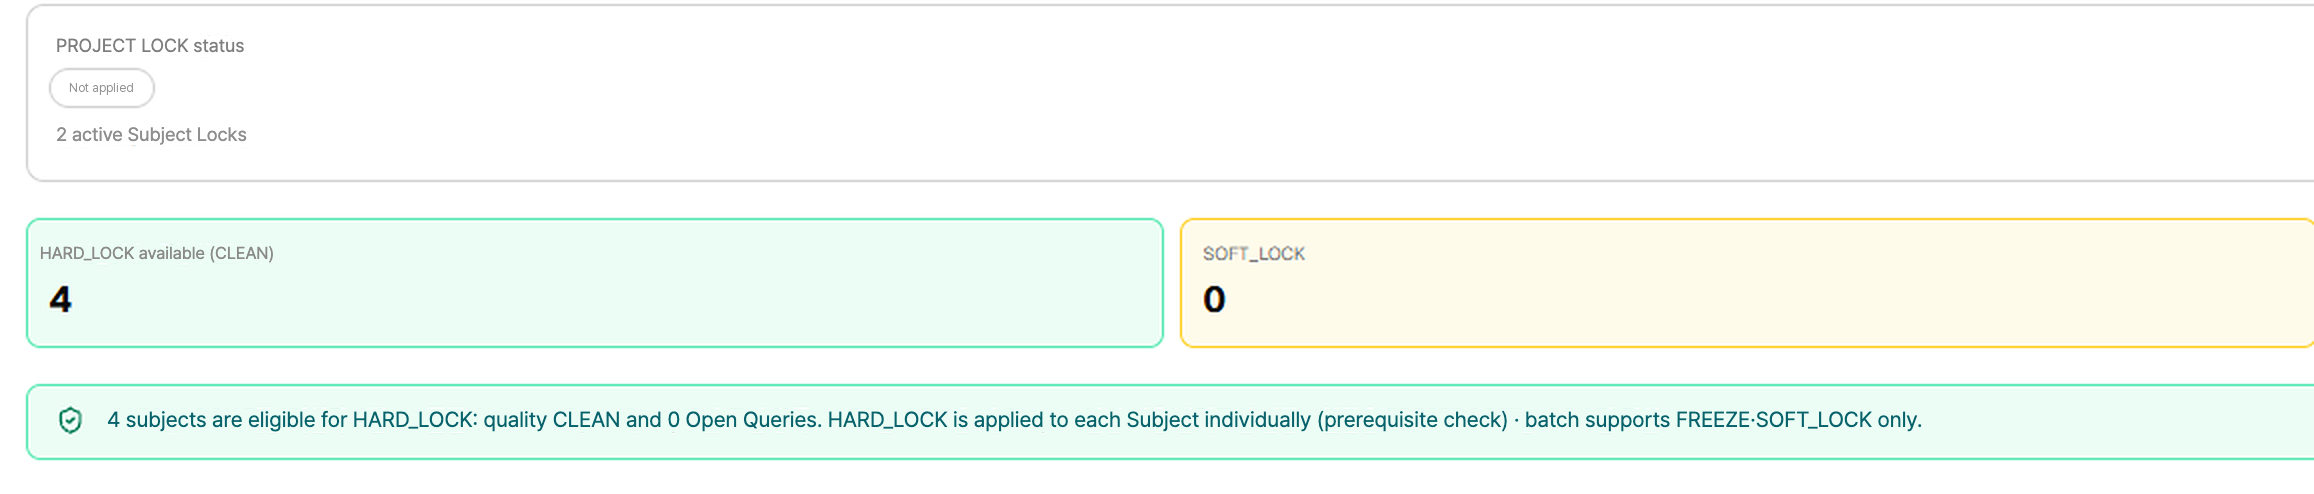 PROJECT LOCK status
Not applied
2 active Subject Locks
HARD_LOCK available (CLEAN)
4
SOFT_LOCK
0
4 subjects are eligible for HARD_LOCK: quality CLEAN and 0 Open Queries. HARD_LOCK is applied to each Subject individually (prerequisite check) · batch supports FREEZE·SOFT_LOCK only.